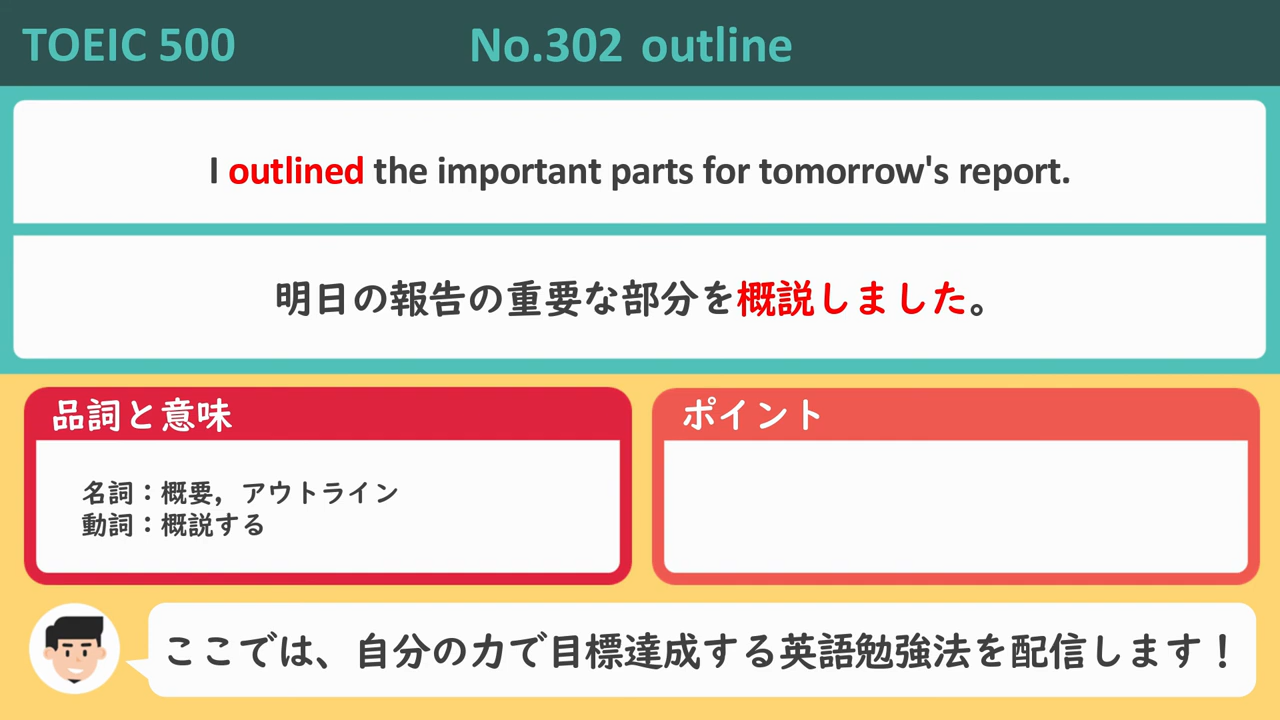 TOEIC 500
No.302 outline
I outlined the important parts for tomorrow's report.
明日の報告の重要な部分を概説しました。
品詞と意味
名詞：概要，アウトライン
動詞：概説する
ポイント
ここでは、自分の力で目標達成する英語勉強法を配信します！